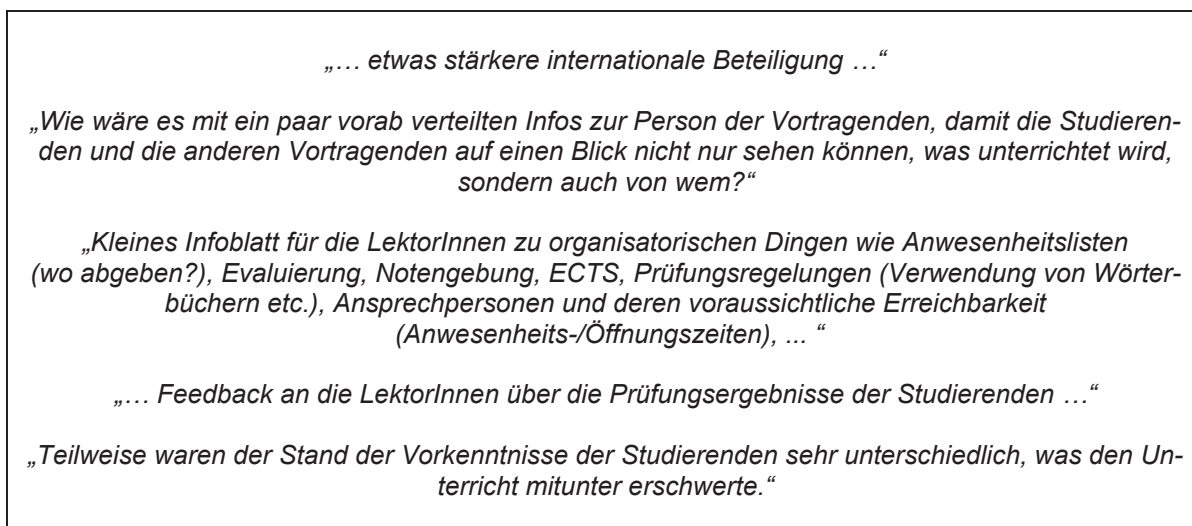 „… etwas stärkere internationale Beteiligung …“
„Wie wäre es mit ein paar vorab verteilten Infos zur Person der Vortragenden, damit die Studieren-
den und die anderen Vortragenden auf einen Blick nicht nur sehen können, was unterrichtet wird,
sondern auch von wem?“
„Kleines Infoblatt für die LektorInnen zu organisatorischen Dingen wie Anwesenheitslisten
(wo abgeben?), Evaluierung, Notengebung, ECTS, Prüfungsregelungen (Verwendung von Wörter-
büchern etc.), Ansprechpersonen und deren voraussichtliche Erreichbarkeit
(Anwesenheits-/Öffnungszeiten), ... “
„… Feedback an die LektorInnen über die Prüfungsergebnisse der Studierenden …“
„Teilweise waren der Stand der Vorkenntnisse der Studierenden sehr unterschiedlich, was den Un-
terricht mitunter erschwerte.“